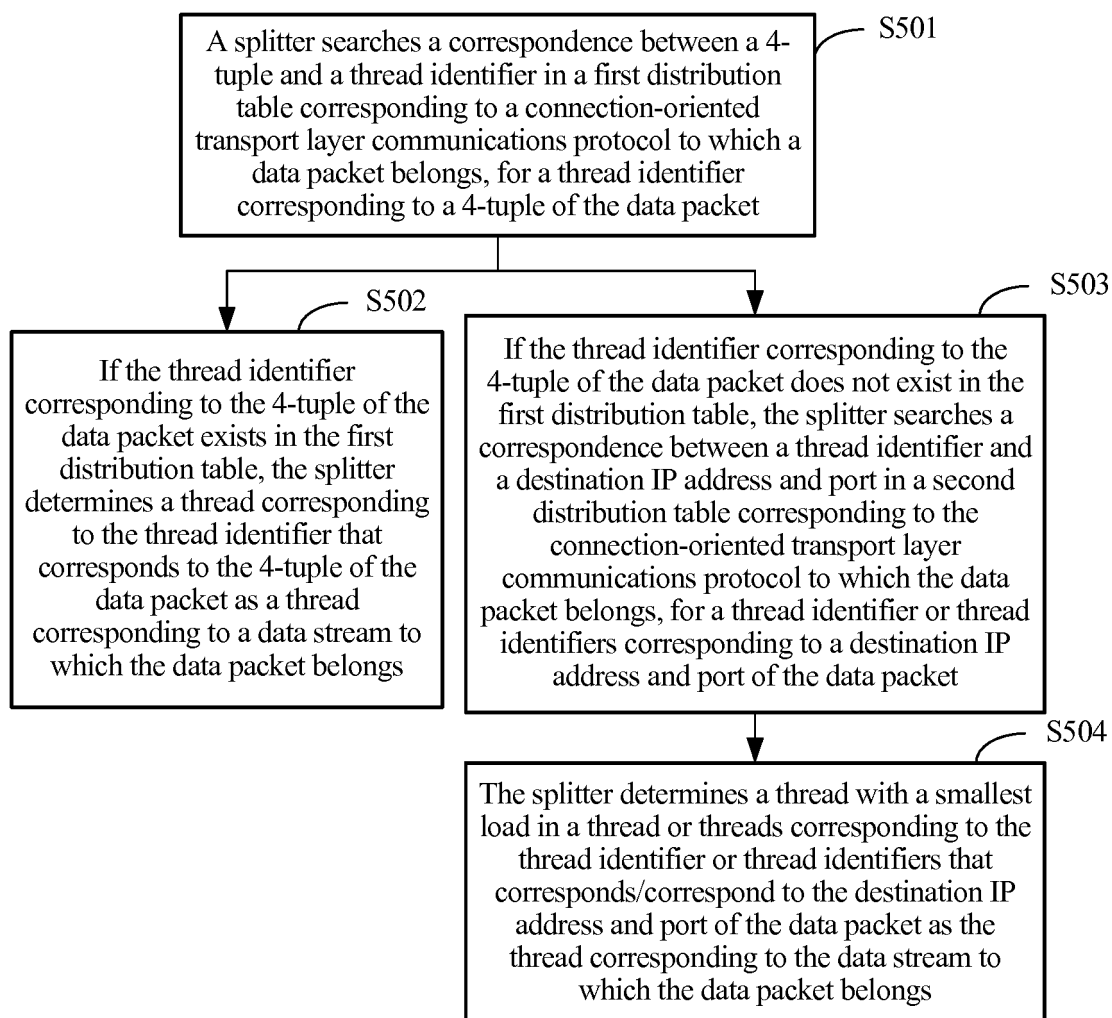 A splitter searches a correspondence between a 4-
tuple and a thread identifier in a first distribution
table corresponding to a connection-oriented
transport layer communications protocol to which a
data packet belongs, for a thread identifier
corresponding to a 4-tuple of the data packet
S501
S502
If the thread identifier
corresponding to the 4-tuple of the
data packet exists in the first
distribution table, the splitter
determines a thread corresponding
to the thread identifier that
corresponds to the 4-tuple of the
data packet as a thread
corresponding to a data stream to
which the data packet belongs
S503
If the thread identifier corresponding to the
4-tuple of the data packet does not exist in the
first distribution table, the splitter searches a
correspondence between a thread identifier and
a destination IP address and port in a second
distribution table corresponding to the
connection-oriented transport layer
communications protocol to which the data
packet belongs, for a thread identifier or thread
identifiers corresponding to a destination IP
address and port of the data packet
S504
The splitter determines a thread with a smallest
load in a thread or threads corresponding to the
thread identifier or thread identifiers that
corresponds/correspond to the destination IP
address and port of the data packet as the
thread corresponding to the data stream to
which the data packet belongs